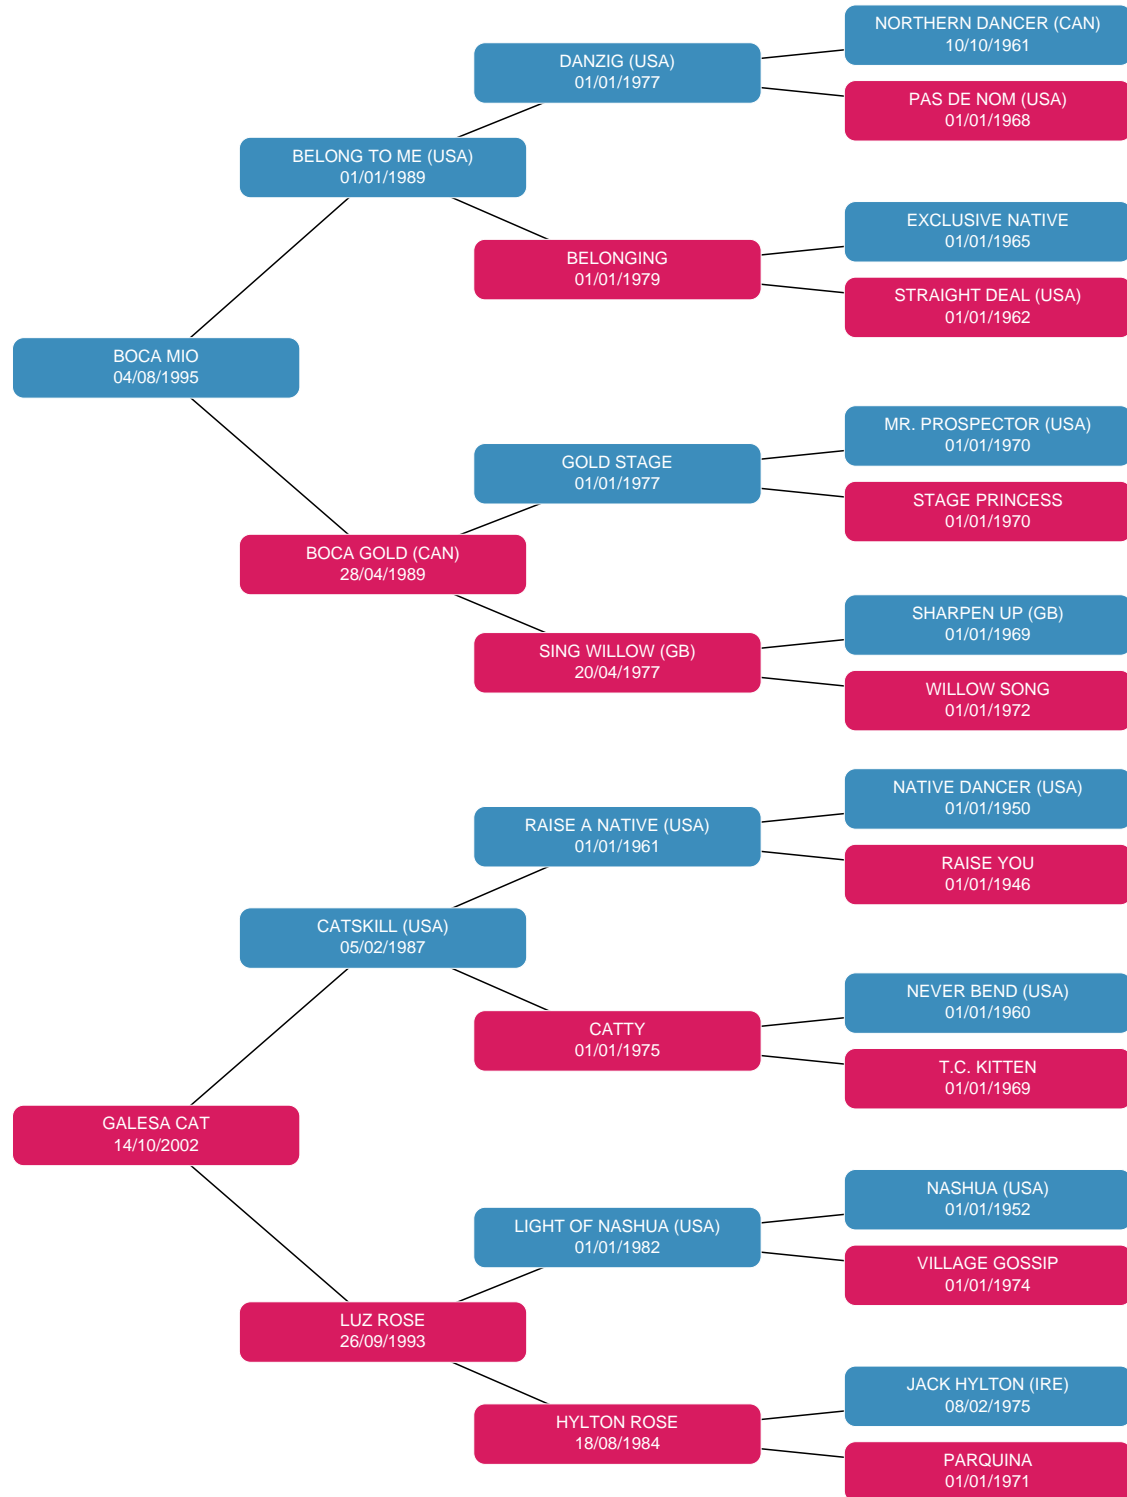 NORTHERN DANCER (CAN)
10/10/1961
DANZIG (USA)
01/01/1977
PAS DE NOM (USA)
01/01/1968
BELONG TO ME (USA)
01/01/1989
EXCLUSIVE NATIVE
01/01/1965
BELONGING
01/01/1979
STRAIGHT DEAL (USA)
01/01/1962
BOCA MIO
04/08/1995
MR. PROSPECTOR (USA)
01/01/1970
GOLD STAGE
01/01/1977
STAGE PRINCESS
01/01/1970
BOCA GOLD (CAN)
28/04/1989
SHARPEN UP (GB)
01/01/1969
SING WILLOW (GB)
20/04/1977
WILLOW SONG
01/01/1972
NATIVE DANCER (USA)
01/01/1950
RAISE A NATIVE (USA)
01/01/1961
RAISE YOU
01/01/1946
CATSKILL (USA)
05/02/1987
NEVER BEND (USA)
01/01/1960
CATTY
01/01/1975
T.C. KITTEN
01/01/1969
GALESA CAT
14/10/2002
NASHUA (USA)
01/01/1952
LIGHT OF NASHUA (USA)
01/01/1982
VILLAGE GOSSIP
01/01/1974
LUZ ROSE
26/09/1993
JACK HYLTON (IRE)
08/02/1975
HYLTON ROSE
18/08/1984
PARQUINA
01/01/1971